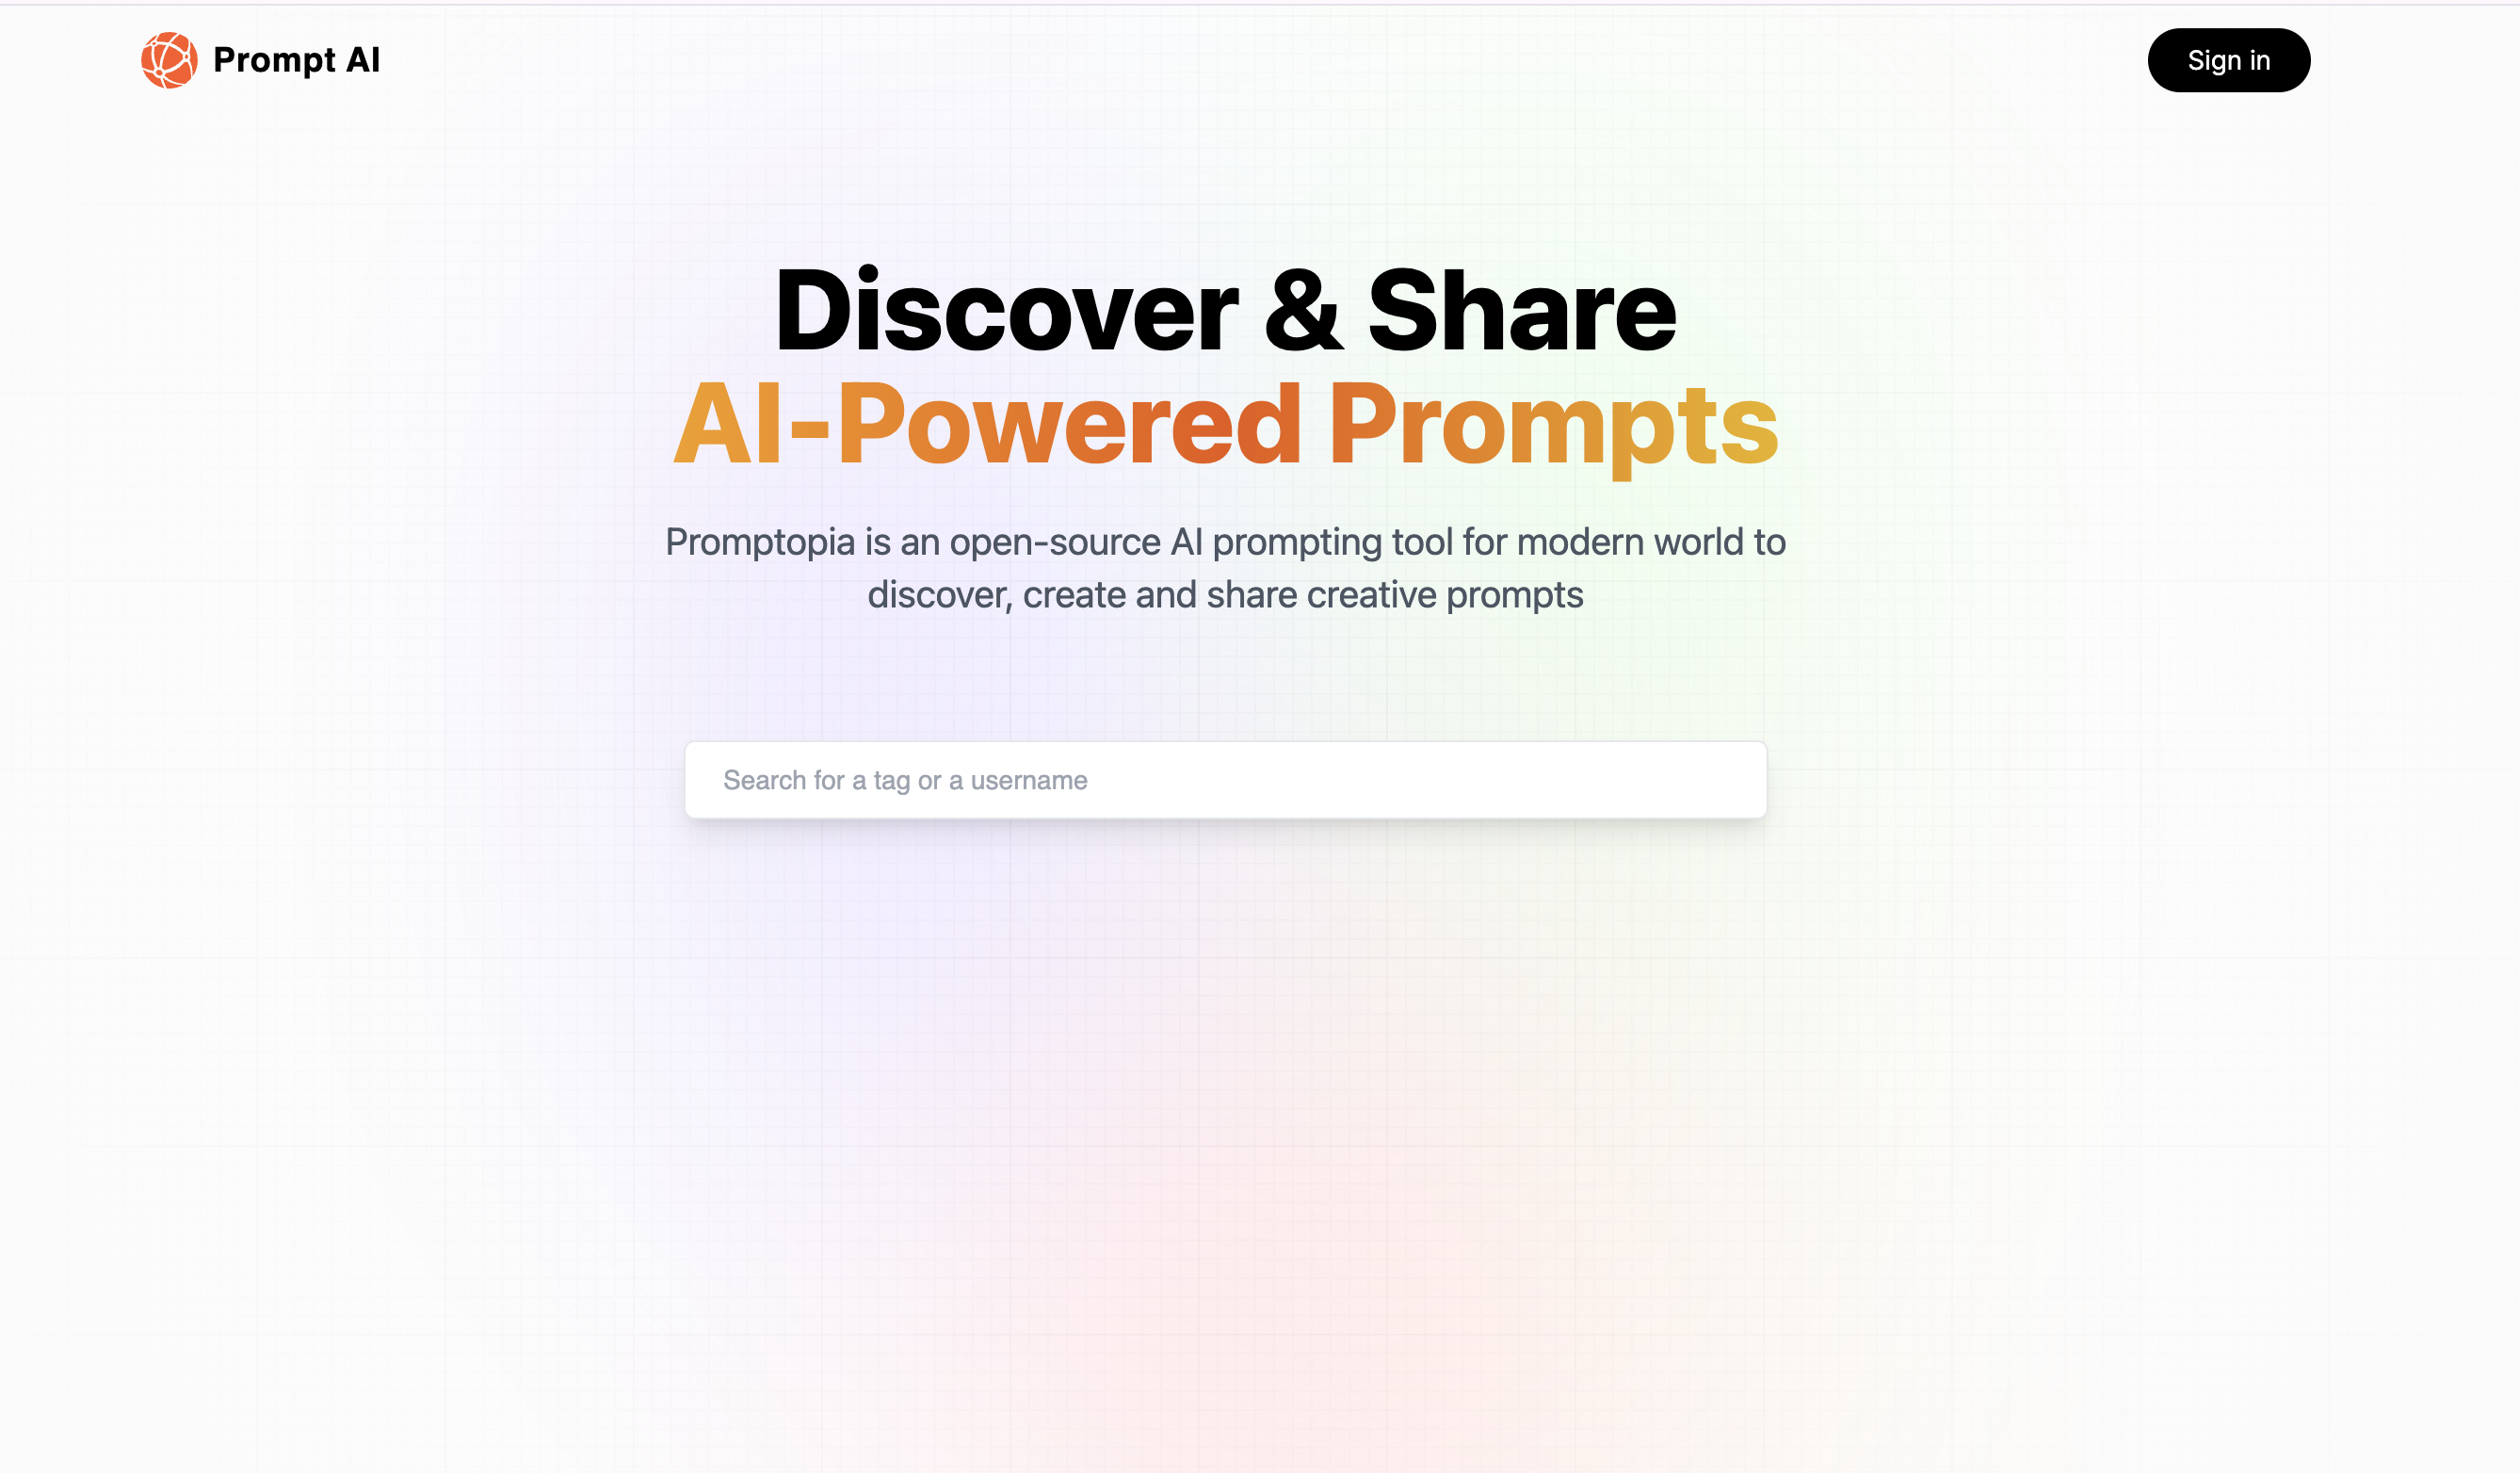 Prompt AI
Sign in
Discover & Share
AI-Powered Prompts
Promptopia is an open-source AI prompting tool for modern world to
discover, create and share creative prompts
Search for a tag or a username